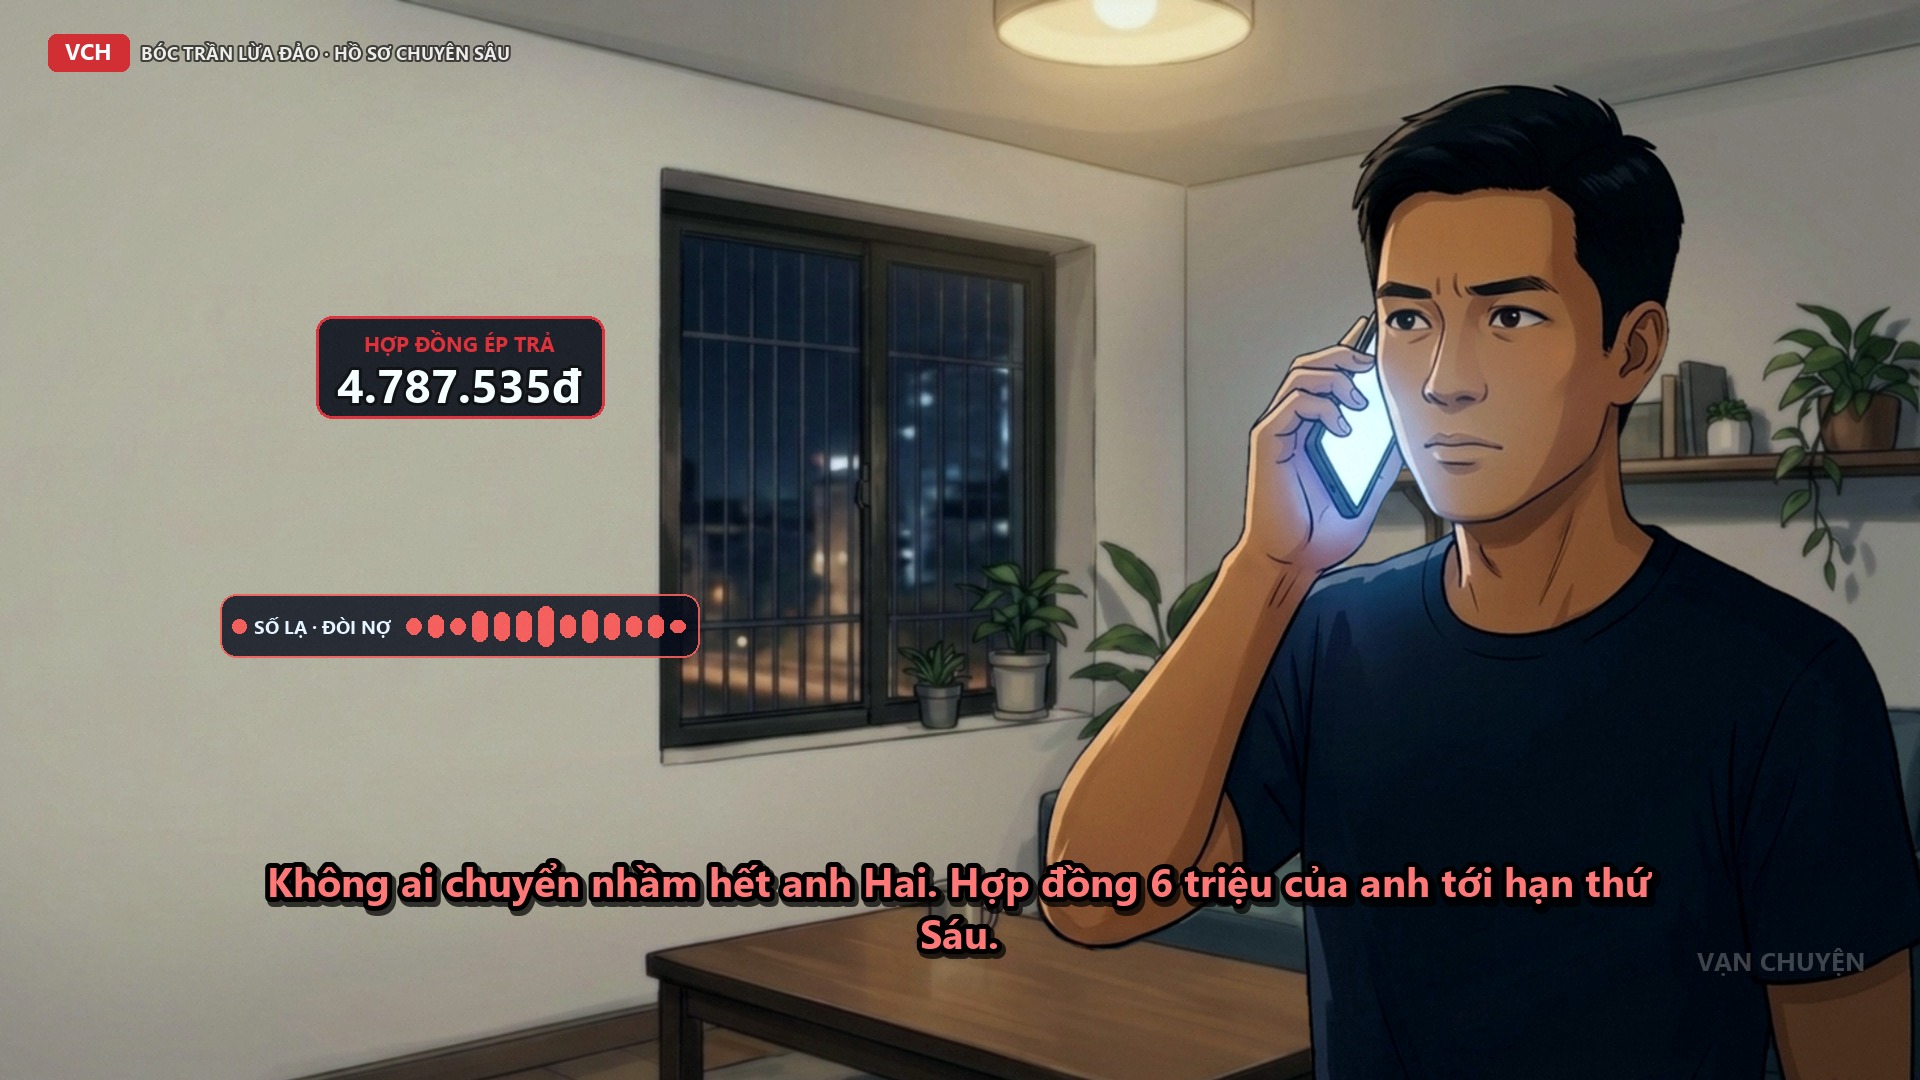 VCH
BÓC TRẦN LỪA ĐẢO · HỒ SƠ CHUYÊN SÂU
HỢP ĐỒNG ÉP TRẢ
4.787.535đ
SỐ LẠ · ĐÒI NỢ
Không ai chuyển nhầm hết anh Hai. Hợp đồng 6 triệu của anh tới hạn thứ
Sáu.
VẠN CHUYỆN